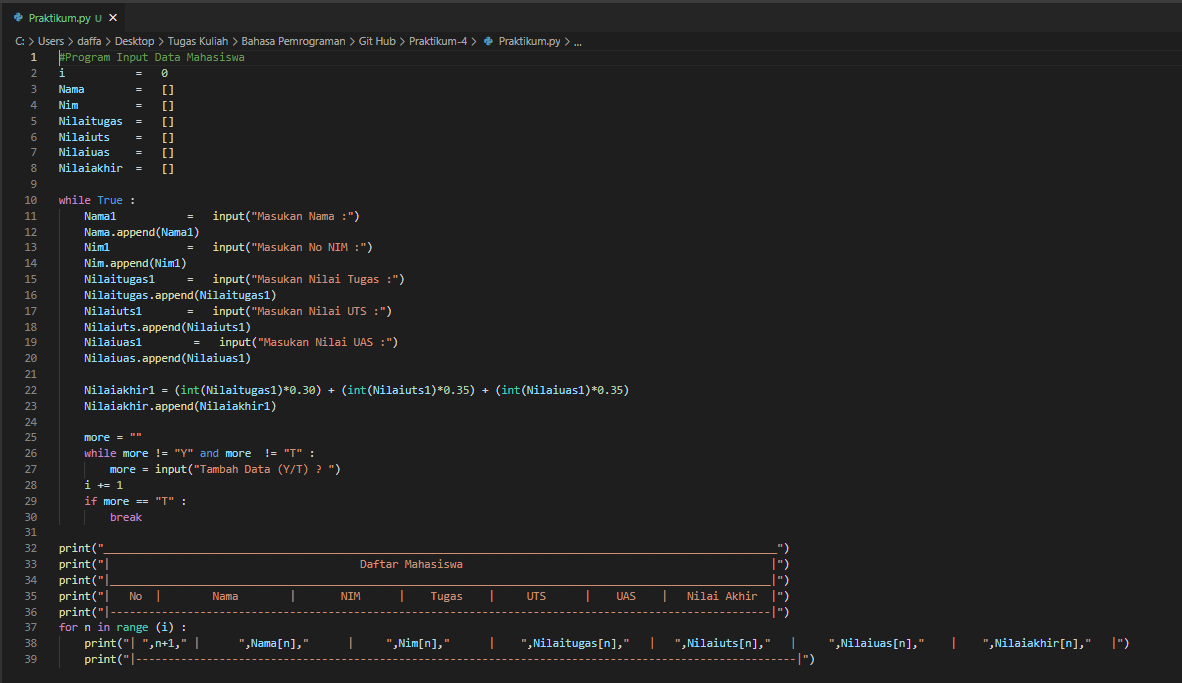 Praktikum.py U ×
C: > Users > daffa > Desktop > Tugas Kuliah > Bahasa Pemrograman > Git Hub > Praktikum-4 > Praktikum.py > ...
1 #Program Input Data Mahasiswa
2 i           =   0
3 Nama        =   []
4 Nim         =   []
5 Nilaitugas  =   []
6 Nilaiuts    =   []
7 Nilaiuas    =   []
8 Nilaiakhir  =   []
9
10 while True :
11     Nama1           =   input("Masukan Nama :")
12     Nama.append(Nama1)
13     Nim1            =   input("Masukan No NIM :")
14     Nim.append(Nim1)
15     Nilaitugas1     =   input("Masukan Nilai Tugas :")
16     Nilaitugas.append(Nilaitugas1)
17     Nilaiuts1       =   input("Masukan Nilai UTS :")
18     Nilaiuts.append(Nilaiuts1)
19     Nilaiuas1        =   input("Masukan Nilai UAS :")
20     Nilaiuas.append(Nilaiuas1)
21
22     Nilaiakhir1 = (int(Nilaitugas1)*0.30) + (int(Nilaiuts1)*0.35) + (int(Nilaiuas1)*0.35)
23     Nilaiakhir.append(Nilaiakhir1)
24
25     more = ""
26     while more != "Y" and more  != "T" :
27         more = input("Tambah Data (Y/T) ? ")
28     i += 1
29     if more == "T" :
30         break
31
32 print("_________________________________________________________________________________________________________")
33 print("|                                       Daftar Mahasiswa                                                |")
34 print("|_______________________________________________________________________________________________________|")
35 print("|   No  |        Nama        |       NIM      |    Tugas    |     UTS      |    UAS    |   Nilai Akhir  |")
36 print("|-------------------------------------------------------------------------------------------------------|")
37 for n in range (i) :
38     print("| ",n+1," |      ",Nama[n],"      |     ",Nim[n],"      |    ",Nilaitugas[n],"   |   ",Nilaiuts[n],"   |     ",Nilaiuas[n],"    |    ",Nilaiakhir[n],"   |")
39     print("|-------------------------------------------------------------------------------------------------------|")